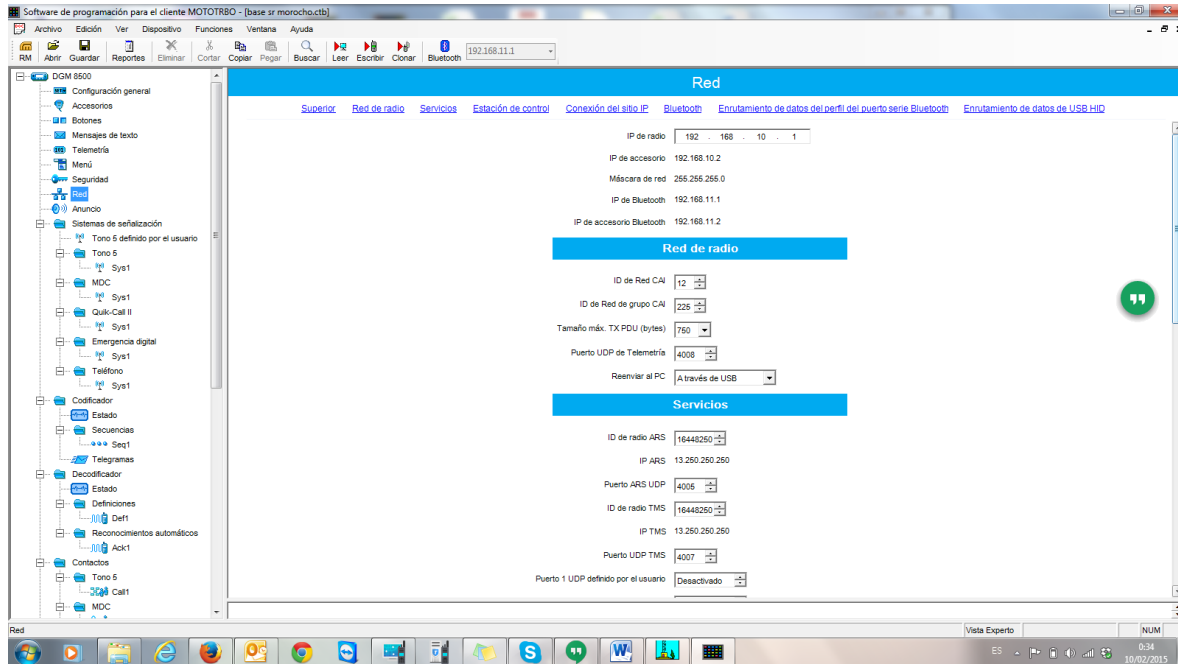 Software de programación para el cliente MOTOTRBO - [base sr morocho.ctb]
Archivo Edición Ver Dispositivo Funciones Ventana Ayuda
RM Abrir Guardar Reportes Eliminar Cortar Copiar Pegar Buscar Leer Escribir Clonar Bluetooth 192.168.11.1
DGM 8500
Configuración general
Accesorios
Botones
Mensajes de texto
Telemetría
Menú
Seguridad
Red
Anuncio
Sistemas de señalización
Tono 5 definido por el usuario
Tono 5
Sys1
MDC
Sys1
Quik-Call II
Sys1
Emergencia digital
Sys1
Teléfono
Sys1
Codificador
Estado
Secuencias
Seq1
Telegramas
Decodificador
Estado
Definiciones
Def1
Reconocimientos automáticos
Ack1
Contactos
Tono 5
Call1
MDC
Red
Superior Red de radio Servicios Estación de control Conexión del sitio IP Bluetooth Enrutamiento de datos del perfil del puerto serie Bluetooth Enrutamiento de datos de USB HID
IP de radio 192 . 168 . 10 . 1
IP de accesorio 192.168.10.2
Máscara de red 255.255.255.0
IP de Bluetooth 192.168.11.1
IP de accesorio Bluetooth 192.168.11.2
Red de radio
ID de Red CAI 12
ID de Red de grupo CAI 225
Tamaño máx. TX PDU (bytes) 750
Puerto UDP de Telemetría 4008
Reenviar al PC A través de USB
Servicios
ID de radio ARS 16448250
IP ARS 13.250.250.250
Puerto ARS UDP 4005
ID de radio TMS 16448250
IP TMS 13.250.250.250
Puerto UDP TMS 4007
Puerto 1 UDP definido por el usuario Desactivado
Red
Vista Experto NUM
ES 0:34
10/02/2015